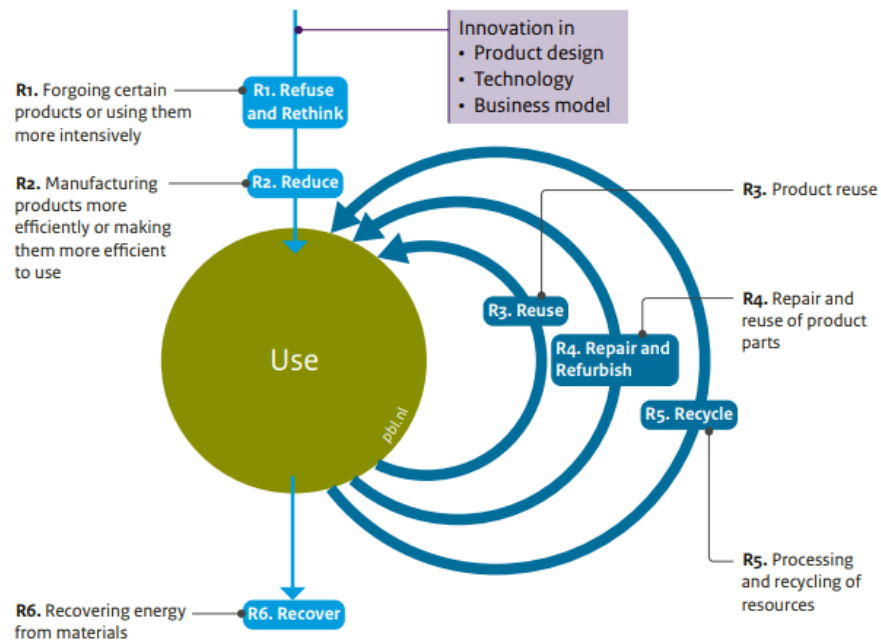 Innovation in
• Product design
• Technology
• Business model
R1. Forgoing certain
products or using them
more intensively
R1. Refuse
and Rethink
R2. Manufacturing
products more
efficiently or making
them more efficient
to use
R2. Reduce
R3. Product reuse
R3. Reuse
R4. Repair and
reuse of product
parts
R4. Repair and
Refurbish
Use
pbl.nl
R5. Recycle
R5. Processing
and recycling of
resources
R6. Recovering energy
from materials
R6. Recover